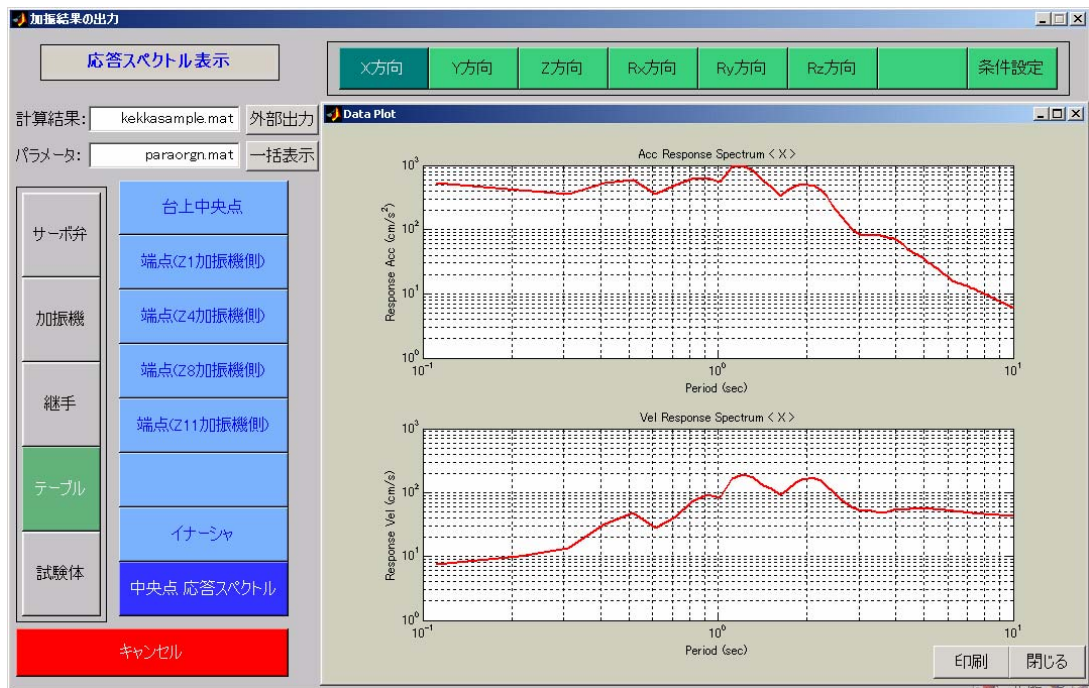 加振結果の出力
応答スペクトル表示
X方向 Y方向 Z方向 Rx方向 Ry方向 Rz方向 条件設定
計算結果: kekkasample.mat 外部出力
パラメータ: paraorgn.mat 一括表示
サーボ弁
加振機
継手
テーブル
試験体
台上中央点
端点(Z1加振機側)
端点(Z4加振機側)
端点(Z8加振機側)
端点(Z11加振機側)
イナーシャ
中央点 応答スペクトル
キャンセル
Data Plot
Acc Response Spectrum < X >
Response Acc (cm/s²)
10³
10²
10¹
10⁰
10⁻¹ 10⁰ 10¹
Period (sec)
Vel Response Spectrum < X >
Response Vel (cm/s)
10³
10²
10¹
10⁰
10⁻¹ 10⁰ 10¹
Period (sec)
印刷 閉じる